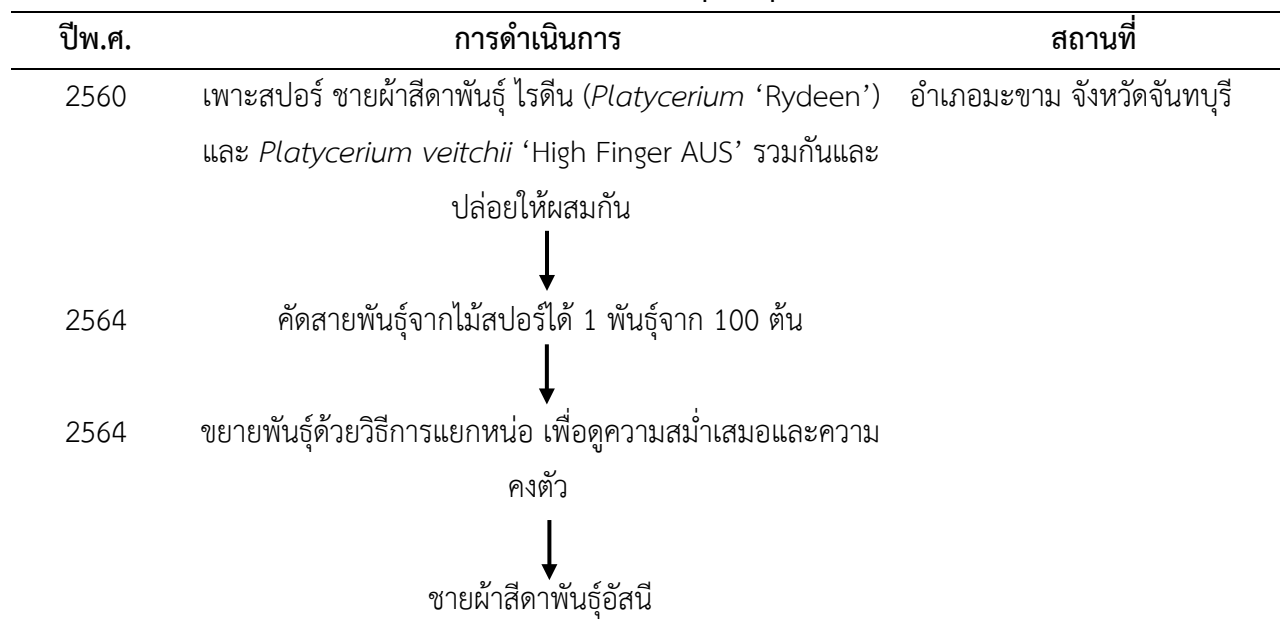 ปีพ.ศ. การดำเนินการ สถานที่
2560 เพาะสปอร์ ชายผ้าสีดาพันธุ์ ไรดีน (Platycerium ‘Rydeen’) อำเภอมะขาม จังหวัดจันทบุรี
และ Platycerium veitchii ‘High Finger AUS’ รวมกันและ
ปล่อยให้ผสมกัน
2564 คัดสายพันธุ์จากไม้สปอร์ได้ 1 พันธุ์จาก 100 ต้น
2564 ขยายพันธุ์ด้วยวิธีการแยกหน่อ เพื่อดูความสม่ำเสมอและความ
คงตัว
ชายผ้าสีดาพันธุ์อัสนี